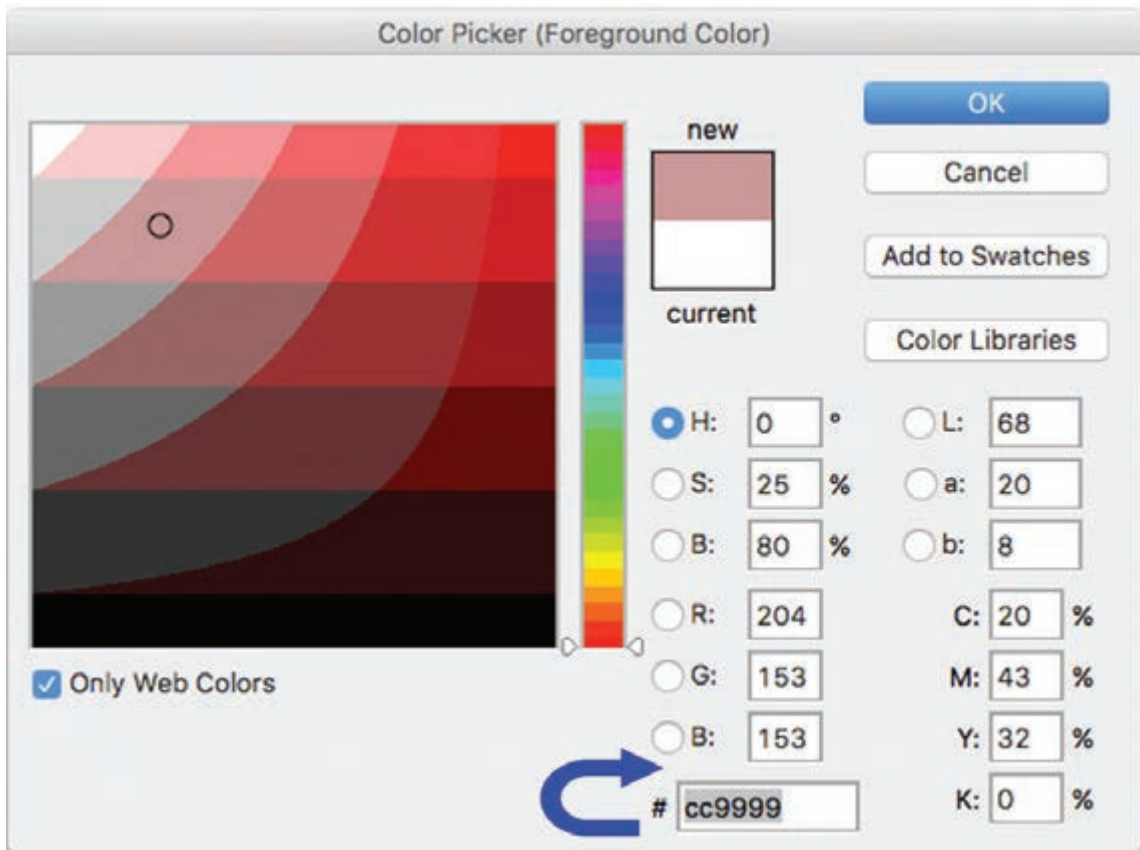 Color Picker (Foreground Color)
OK
new
Cancel
Add to Swatches
current
Color Libraries
H: 0 °
L: 68
S: 25 %
a: 20
B: 80 %
b: 8
R: 204
C: 20 %
Only Web Colors
G: 153
M: 43 %
B: 153
Y: 32 %
# cc9999
K: 0 %